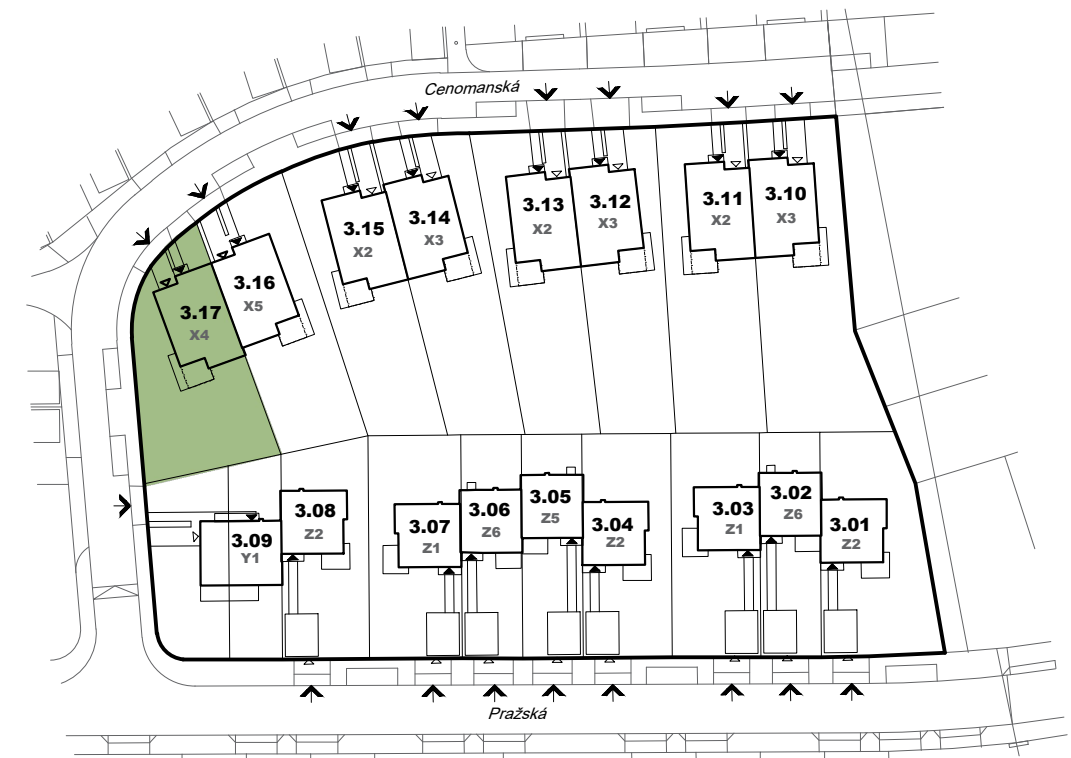 Cenomanská
3.17
X4
3.16
X5
3.15
X2
3.14
X3
3.13
X2
3.12
X3
3.11
X2
3.10
X3
3.09
Y1
3.08
Z2
3.07
Z1
3.06
Z6
3.05
Z5
3.04
Z2
3.03
Z1
3.02
Z6
3.01
Z2
Pražská